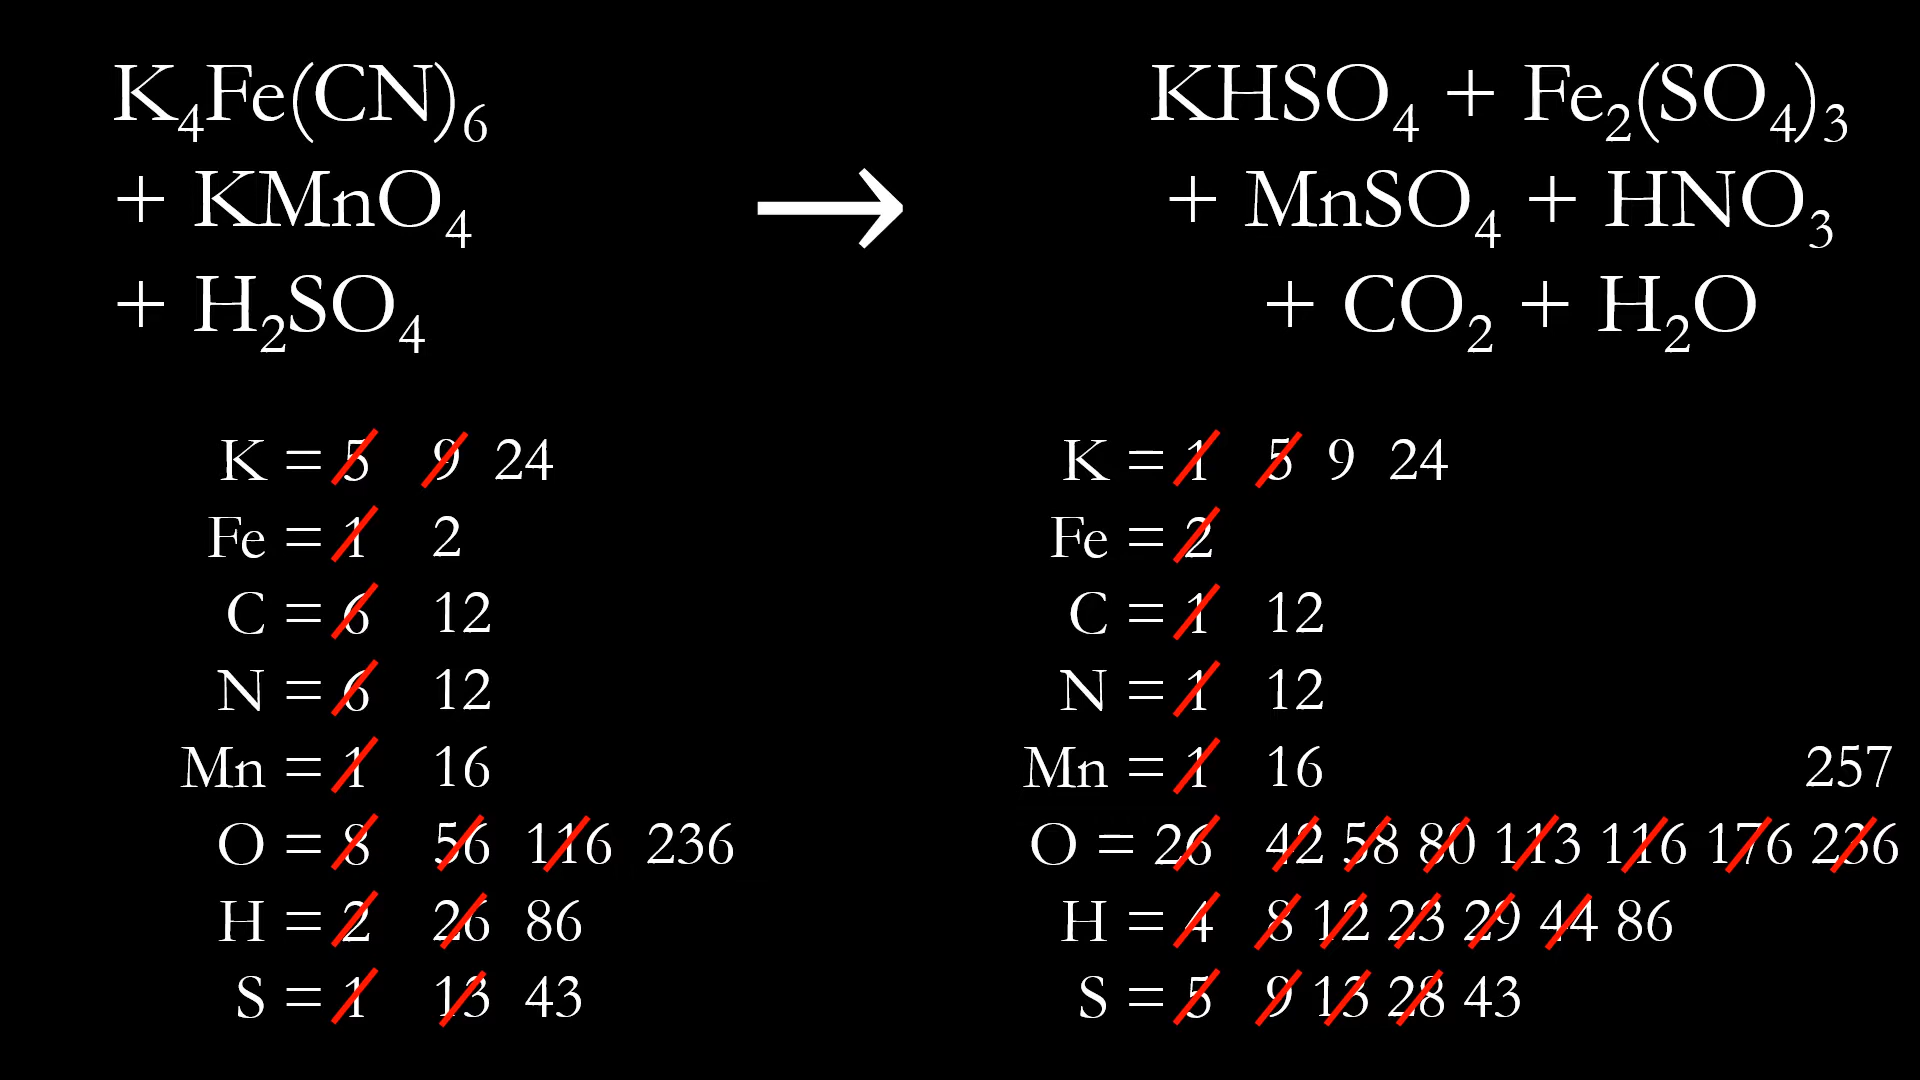 K₄Fe(CN)₆
+ KMnO₄
+ H₂SO₄
→
KHSO₄ + Fe₂(SO₄)₃
+ MnSO₄ + HNO₃
+ CO₂ + H₂O
K = 5 9 24
Fe = 1 2
C = 6 12
N = 6 12
Mn = 1 16
O = 8 56 116 236
H = 2 26 86
S = 1 13 43
K = 1 5 9 24
Fe = 2
C = 1 12
N = 1 12
Mn = 1 16
257
O = 26 42 58 80 113 116 176 236
H = 4 8 12 23 29 44 86
S = 5 9 13 28 43